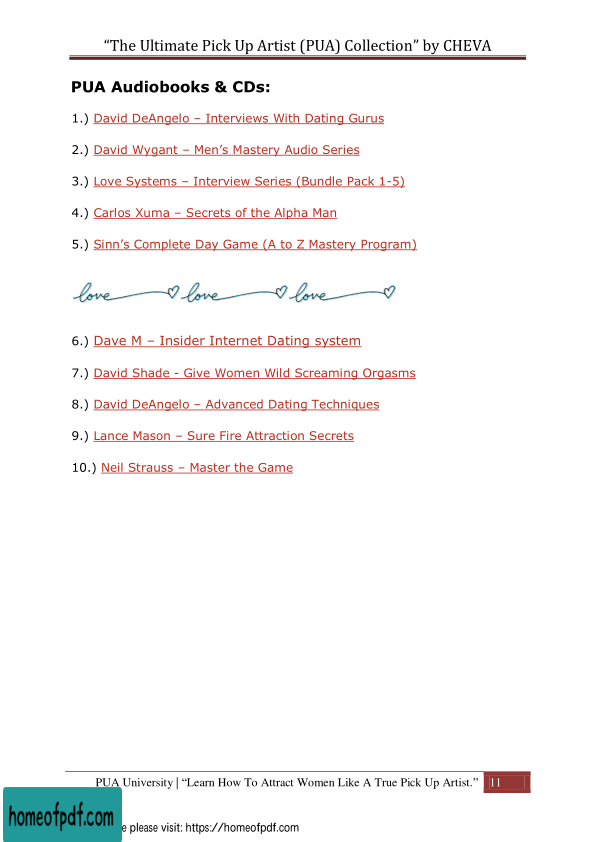 “The Ultimate Pick Up Artist (PUA) Collection” by CHEVA
PUA Audiobooks & CDs:
1.) David DeAngelo – Interviews With Dating Gurus
2.) David Wygant – Men’s Mastery Audio Series
3.) Love Systems – Interview Series (Bundle Pack 1-5)
4.) Carlos Xuma – Secrets of the Alpha Man
5.) Sinn’s Complete Day Game (A to Z Mastery Program)
love love love
6.) Dave M – Insider Internet Dating system
7.) David Shade - Give Women Wild Screaming Orgasms
8.) David DeAngelo – Advanced Dating Techniques
9.) Lance Mason – Sure Fire Attraction Secrets
10.) Neil Strauss – Master the Game
PUA University | “Learn How To Attract Women Like A True Pick Up Artist.” 11
homeofpdf.com
please visit: https://homeofpdf.com